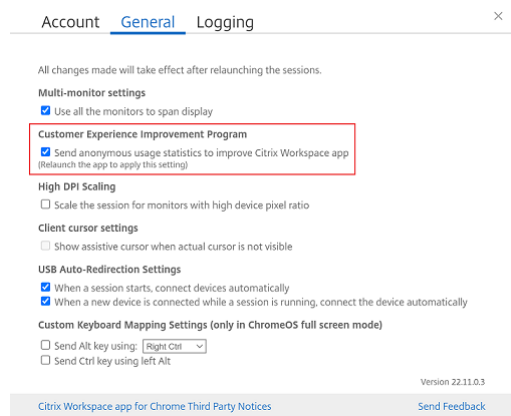 Account General Logging
All changes made will take effect after relaunching the sessions.
Multi-monitor settings
Use all the monitors to span display
Customer Experience Improvement Program
Send anonymous usage statistics to improve Citrix Workspace app
(Relaunch the app to apply this setting)
High DPI Scaling
Scale the session for monitors with high device pixel ratio
Client cursor settings
Show assistive cursor when actual cursor is not visible
USB Auto-Redirection Settings
When a session starts, connect devices automatically
When a new device is connected while a session is running, connect the device automatically
Custom Keyboard Mapping Settings (only in ChromeOS full screen mode)
Send Alt key using: Right Ctrl
Send Ctrl key using left Alt
Version 22.11.0.3
Citrix Workspace app for Chrome Third Party Notices Send Feedback